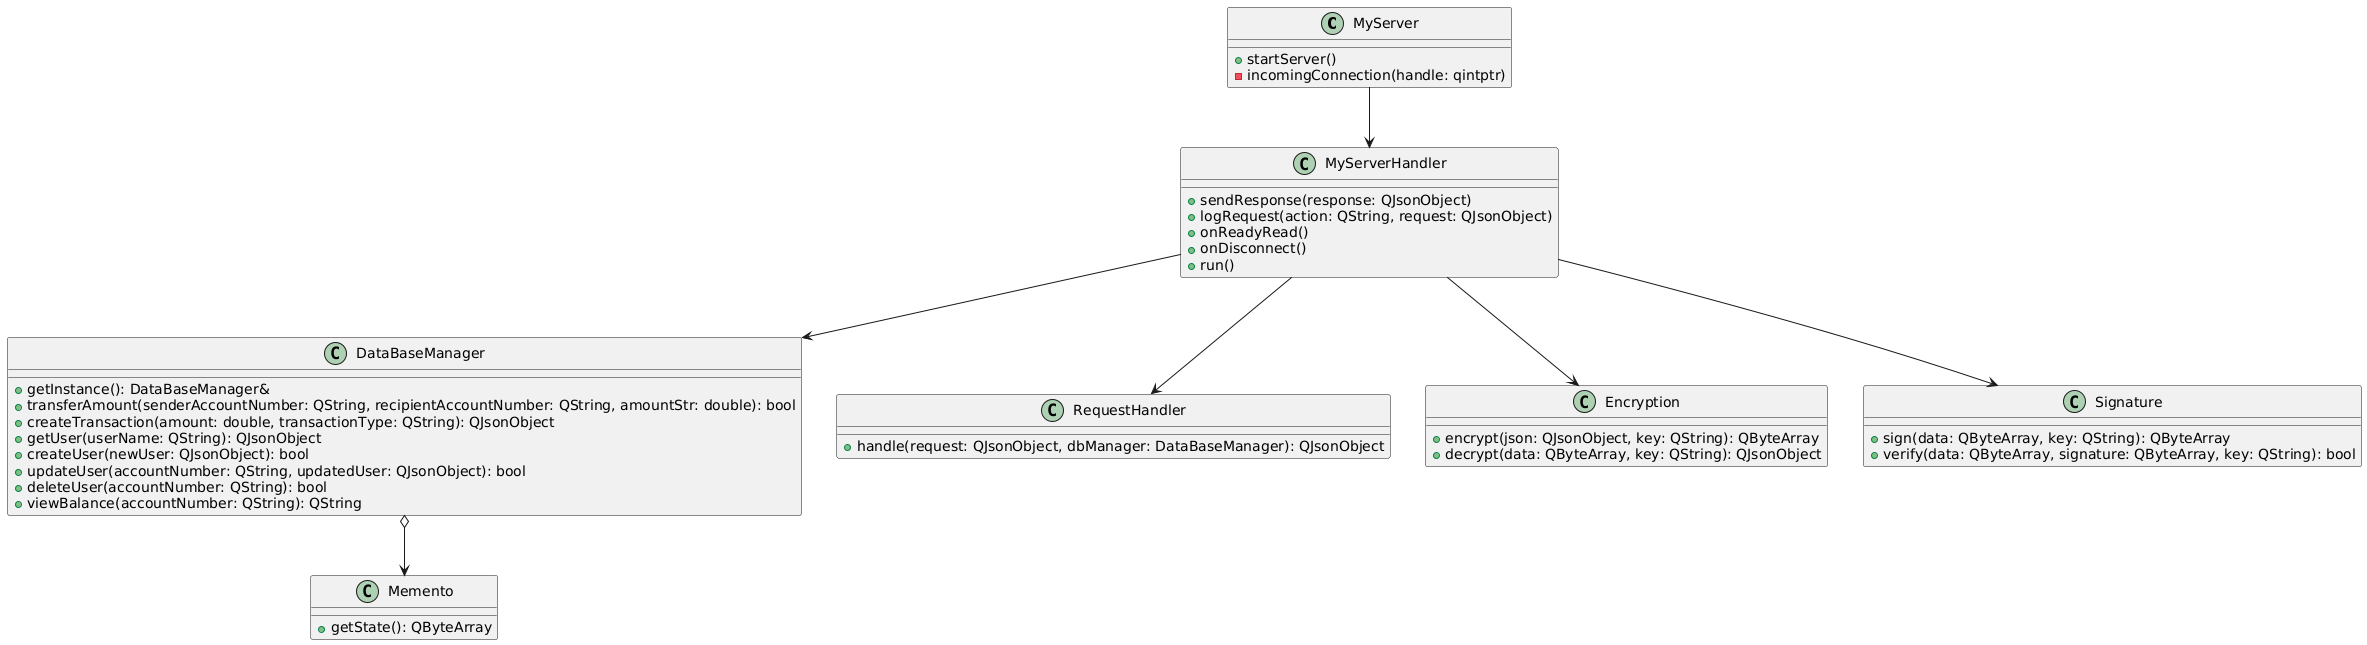 C MyServer
startServer()
incomingConnection(handle: qintptr)
C MyServerHandler
sendResponse(response: QJsonObject)
logRequest(action: QString, request: QJsonObject)
onReadyRead()
onDisconnect()
run()
C DataBaseManager
getInstance(): DataBaseManager&
transferAmount(senderAccountNumber: QString, recipientAccountNumber: QString, amountStr: double): bool
createTransaction(amount: double, transactionType: QString): QJsonObject
getUser(userName: QString): QJsonObject
createUser(newUser: QJsonObject): bool
updateUser(accountNumber: QString, updatedUser: QJsonObject): bool
deleteUser(accountNumber: QString): bool
viewBalance(accountNumber: QString): QString
C RequestHandler
handle(request: QJsonObject, dbManager: DataBaseManager): QJsonObject
C Encryption
encrypt(json: QJsonObject, key: QString): QByteArray
decrypt(data: QByteArray, key: QString): QJsonObject
C Signature
sign(data: QByteArray, key: QString): QByteArray
verify(data: QByteArray, signature: QByteArray, key: QString): bool
C Memento
getState(): QByteArray